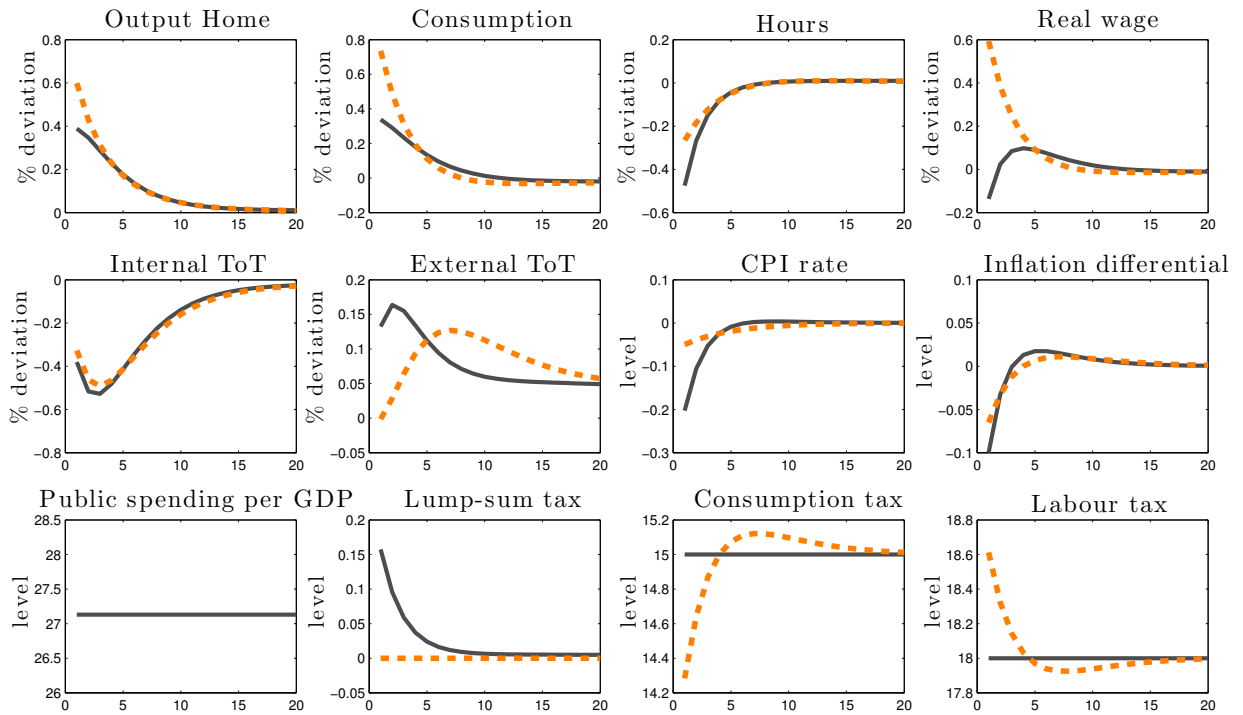 Output Home
% deviation
0.8
0.6
0.4
0.2
0
0 5 10 15 20
Consumption
% deviation
0.8
0.6
0.4
0.2
0
−0.2
0 5 10 15 20
Hours
% deviation
0.2
0
−0.2
−0.4
−0.6
0 5 10 15 20
Real wage
% deviation
0.6
0.4
0.2
0
−0.2
0 5 10 15 20
Internal ToT
% deviation
0
−0.2
−0.4
−0.6
−0.8
0 5 10 15 20
External ToT
% deviation
0.2
0.15
0.1
0.05
0
−0.05
0 5 10 15 20
CPI rate
level
0.1
0
−0.1
−0.2
−0.3
0 5 10 15 20
Inflation differential
level
0.1
0.05
0
−0.05
−0.1
0 5 10 15 20
Public spending per GDP
level
28.5
28
27.5
27
26.5
26
0 5 10 15 20
Lump-sum tax
level
0.2
0.15
0.1
0.05
0
−0.05
0 5 10 15 20
Consumption tax
level
15.2
15
14.8
14.6
14.4
14.2
0 5 10 15 20
Labour tax
level
18.8
18.6
18.4
18.2
18
17.8
0 5 10 15 20